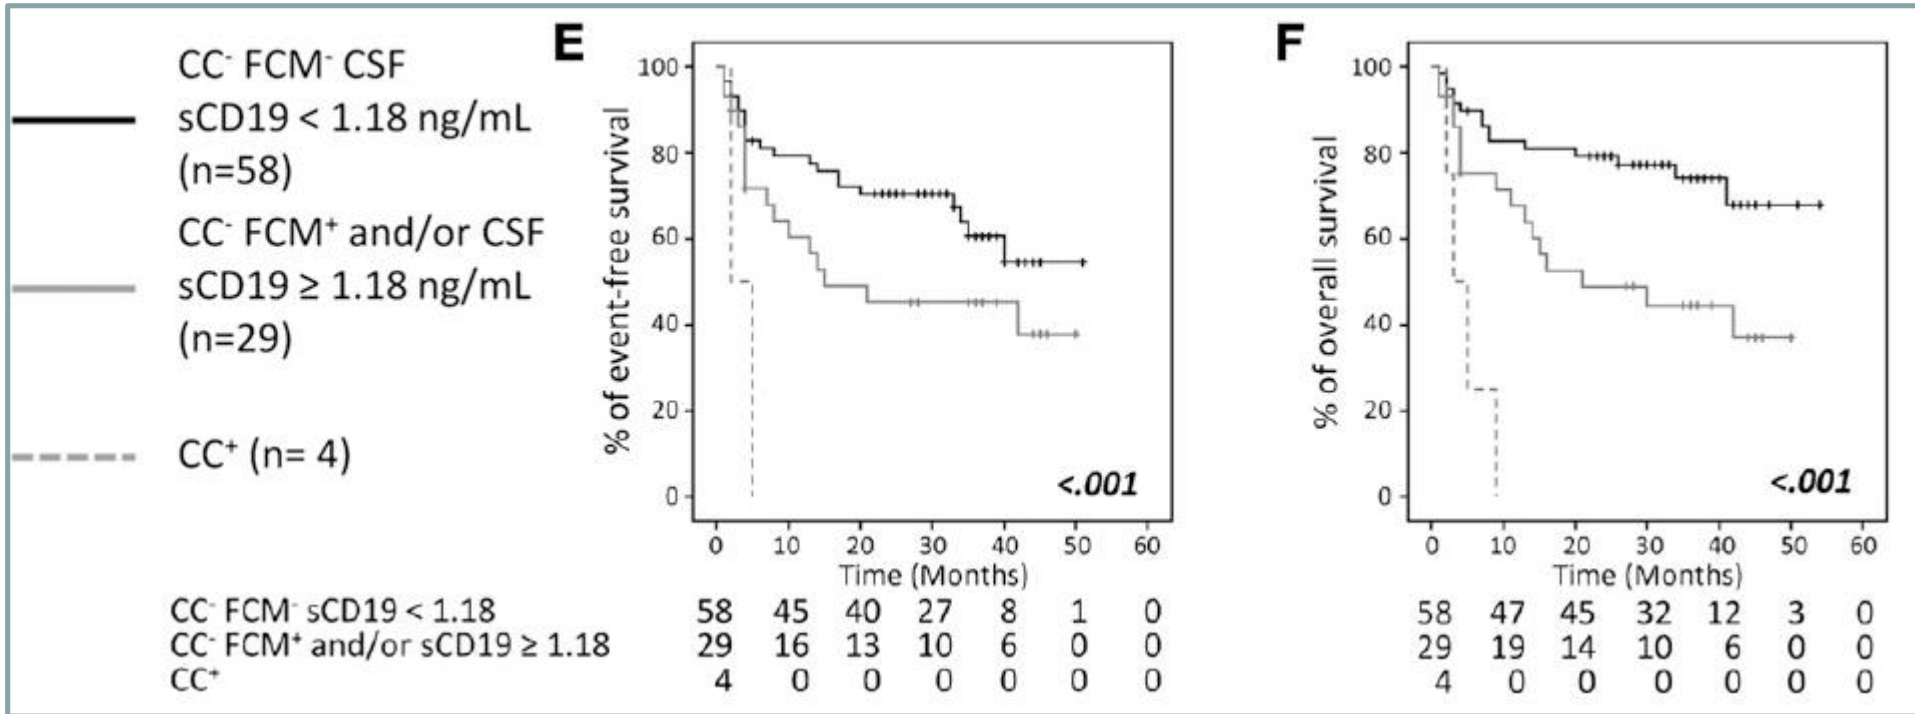 CC⁻ FCM⁻ CSF
sCD19 < 1.18 ng/mL
(n=58)
CC⁻ FCM⁺ and/or CSF
sCD19 ≥ 1.18 ng/mL
(n=29)
CC⁺ (n= 4)
E
% of event-free survival
100
80
60
40
20
0
<.001
0 10 20 30 40 50 60
Time (Months)
F
% of overall survival
100
80
60
40
20
0
<.001
0 10 20 30 40 50 60
Time (Months)
CC⁻ FCM⁻ sCD19 < 1.18 58 45 40 27 8 1 0 58 47 45 32 12 3 0
CC⁻ FCM⁺ and/or sCD19 ≥ 1.18 29 16 13 10 6 0 0 29 19 14 10 6 0 0
CC⁺ 4 0 0 0 0 0 0 4 0 0 0 0 0 0